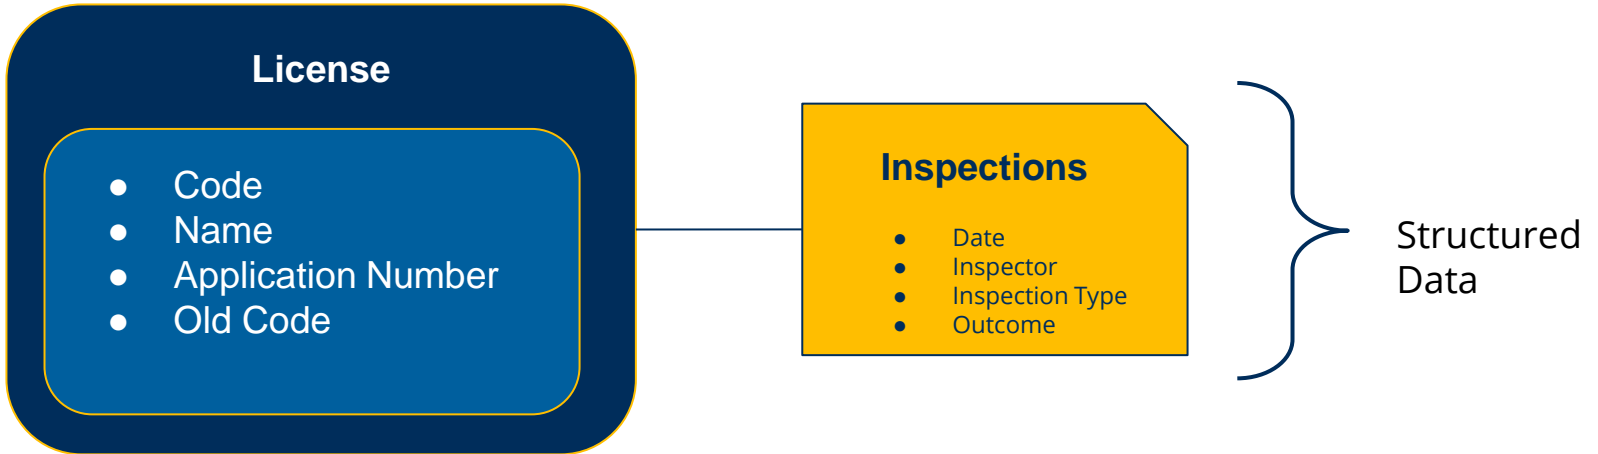 License
● Code
● Name
● Application Number
● Old Code
Inspections
● Date
● Inspector
● Inspection Type
● Outcome
Structured
Data